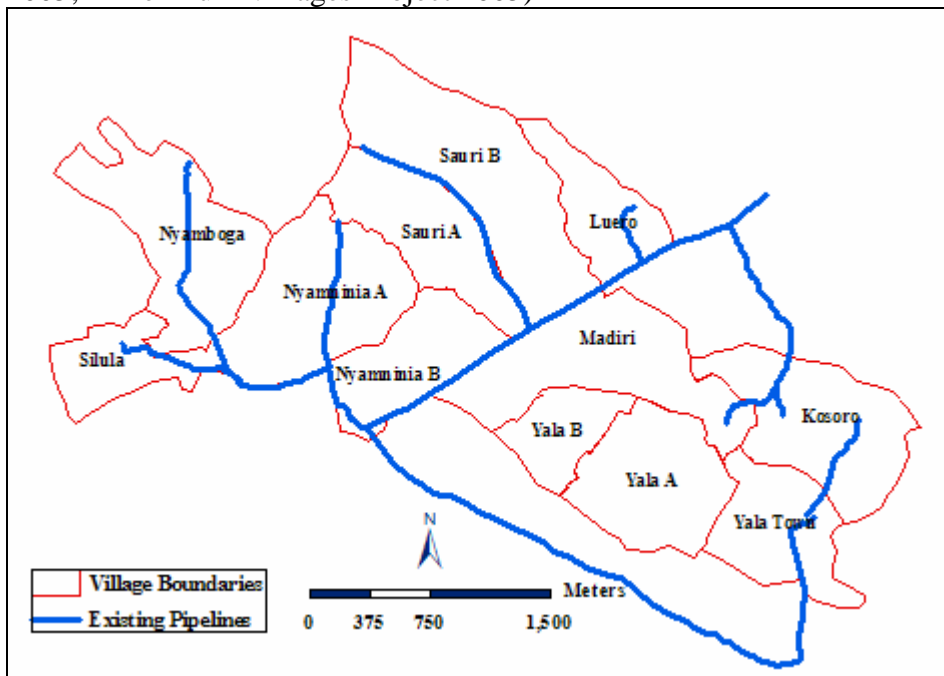 Sauri B
Luero
Nyamboga
Sauri A
Nyamninia A
Madiri
Silula
Nyamninia B
Kosoro
Yala B
Yala A
Yala Town
N
Village Boundaries
Existing Pipelines
Meters
0 375 750 1,500